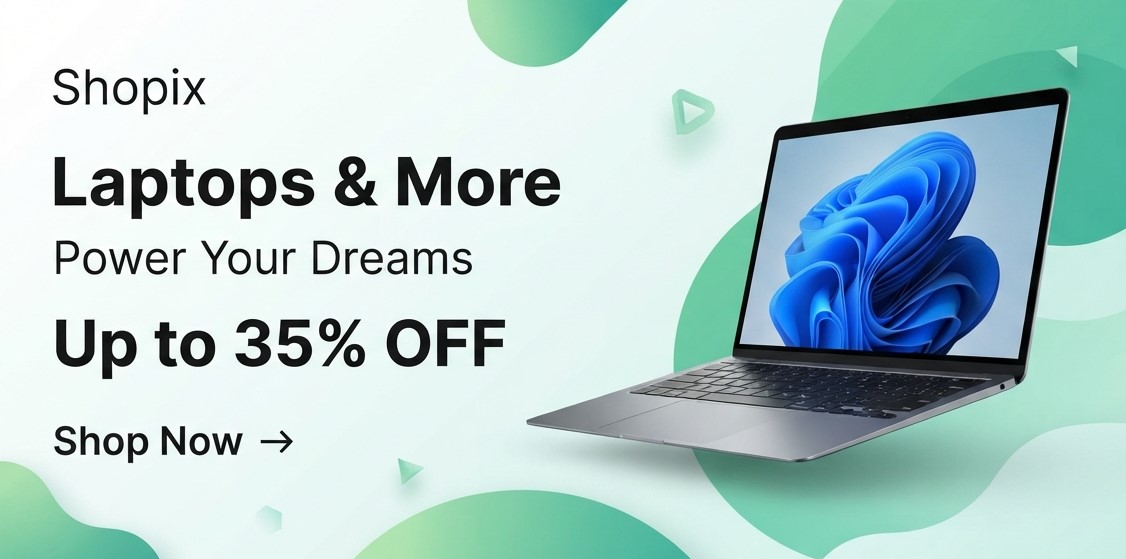 Shopix
Laptops & More
Power Your Dreams
Up to 35% OFF
Shop Now →